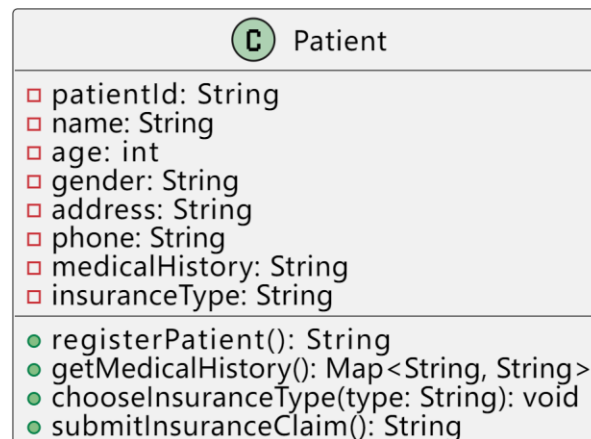 C Patient
patientId: String
name: String
age: int
gender: String
address: String
phone: String
medicalHistory: String
insuranceType: String
registerPatient(): String
getMedicalHistory(): Map<String, String>
chooseInsuranceType(type: String): void
submitInsuranceClaim(): String